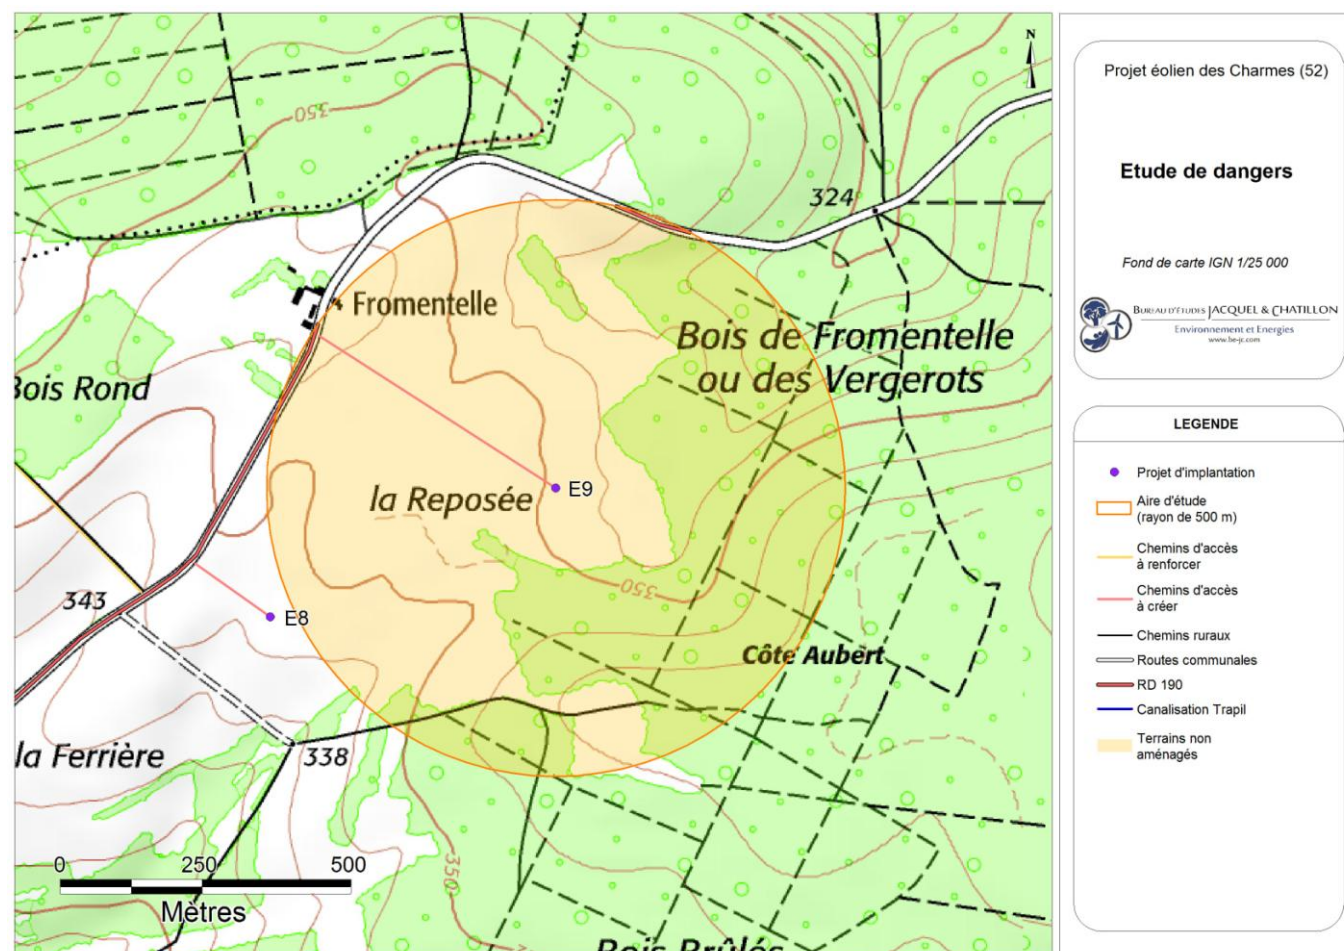 350
N
324
Fromentelle
Bois de Fromentelle
ou des Vergerots
Bois Rond
la Reposée
E9
350
343
E8
Côte Aubert
la Ferrière
338
350
0 250 500
Mètres
Bois Brûlés
Projet éolien des Charmes (52)
Etude de dangers
Fond de carte IGN 1/25 000
BUREAU D'ÉTUDES JACQUEL & CHATILLON
Environnement et Energies
www.be-jc.com
LEGENDE
Projet d'implantation
Aire d'étude
(rayon de 500 m)
Chemins d'accès
à renforcer
Chemins d'accès
à créer
Chemins ruraux
Routes communales
RD 190
Canalisation Trapil
Terrains non
aménagés